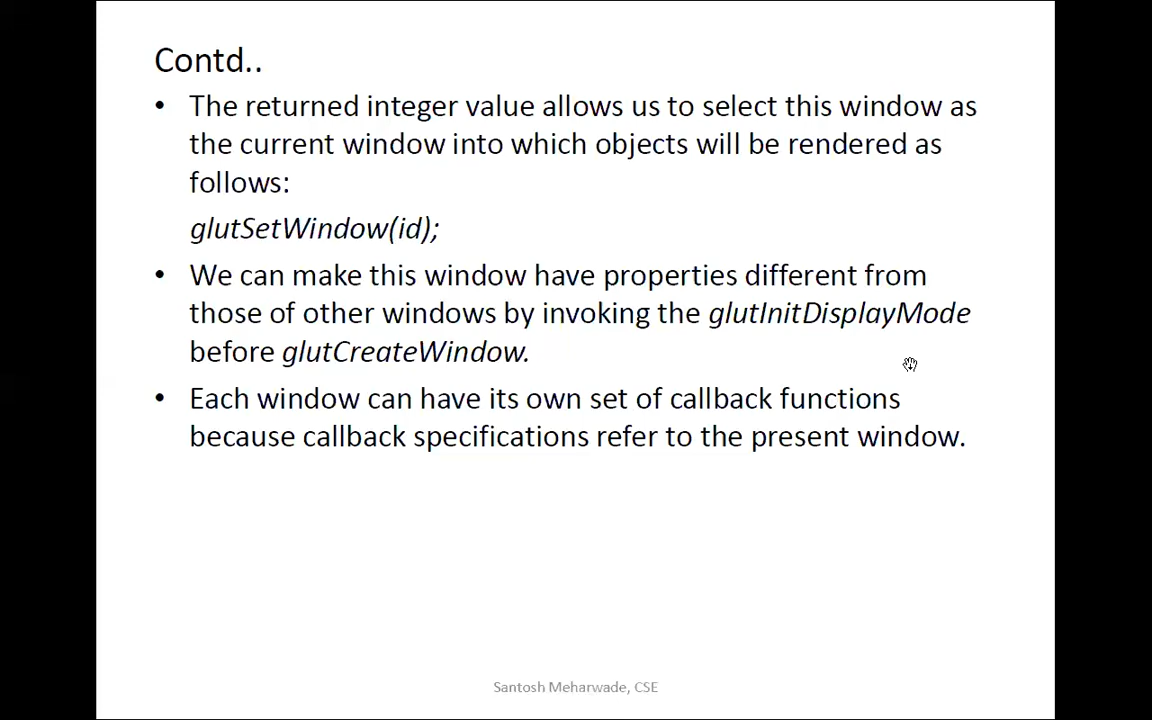 Contd..
• The returned integer value allows us to select this window as
the current window into which objects will be rendered as
follows:
glutSetWindow(id);
• We can make this window have properties different from
those of other windows by invoking the glutInitDisplayMode
before glutCreateWindow.
• Each window can have its own set of callback functions
because callback specifications refer to the present window.
Santosh Meharwade, CSE